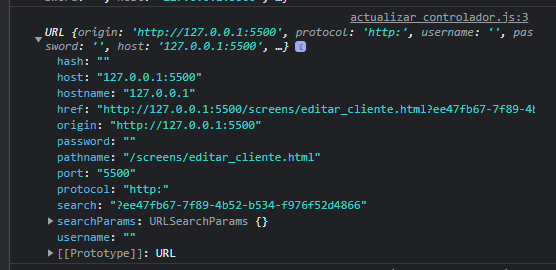 actualizar_controlador.js:3
URL {origin: 'http://127.0.0.1:5500', protocol: 'http:', username: '', pas
sword: '', host: '127.0.0.1:5500', …} i
hash: ""
host: "127.0.0.1:5500"
hostname: "127.0.0.1"
href: "http://127.0.0.1:5500/screens/editar_cliente.html?ee47fb67-7f89-4b
origin: "http://127.0.0.1:5500"
password: ""
pathname: "/screens/editar_cliente.html"
port: "5500"
protocol: "http:"
search: "?ee47fb67-7f89-4b52-b534-f976f52d4866"
searchParams: URLSearchParams {}
username: ""
[[Prototype]]: URL